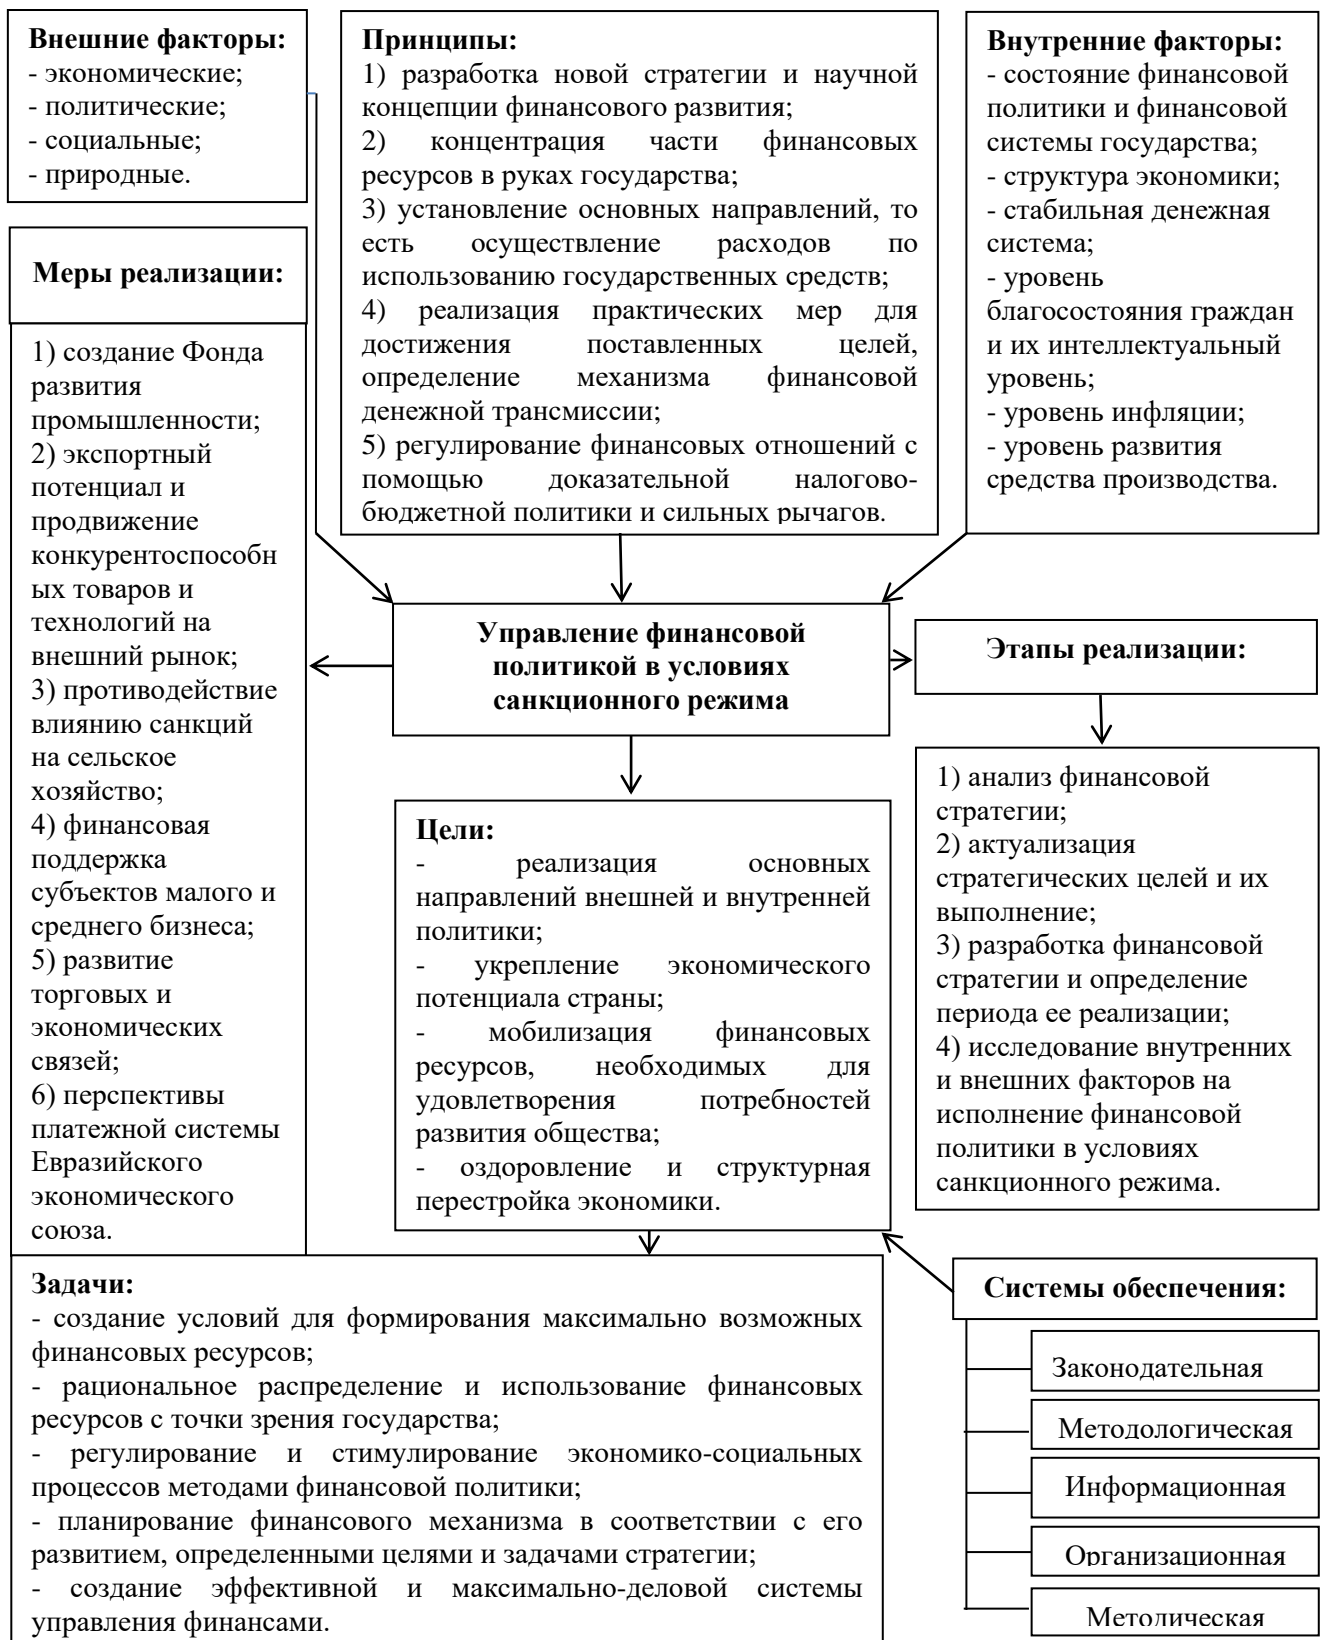 Внешние факторы:
- экономические;
- политические;
- социальные;
- природные.
Принципы:
1) разработка новой стратегии и научной
концепции финансового развития;
2) концентрация части финансовых
ресурсов в руках государства;
3) установление основных направлений, то
есть осуществление расходов по
использованию государственных средств;
4) реализация практических мер для
достижения поставленных целей,
определение механизма финансовой
денежной трансмиссии;
5) регулирование финансовых отношений с
помощью доказательной налогово-
бюджетной политики и сильных рычагов.
Внутренние факторы:
- состояние финансовой
политики и финансовой
системы государства;
- структура экономики;
- стабильная денежная
система;
- уровень
благосостояния граждан
и их интеллектуальный
уровень;
- уровень инфляции;
- уровень развития
средства производства.
Меры реализации:
1) создание Фонда
развития
промышленности;
2) экспортный
потенциал и
продвижение
конкурентоспособн
ых товаров и
технологий на
внешний рынок;
3) противодействие
влиянию санкций
на сельское
хозяйство;
4) финансовая
поддержка
субъектов малого и
среднего бизнеса;
5) развитие
торговых и
экономических
связей;
6) перспективы
платежной системы
Евразийского
экономического
союза.
Управление финансовой
политикой в условиях
санкционного режима
Этапы реализации:
1) анализ финансовой
стратегии;
2) актуализация
стратегических целей и их
выполнение;
3) разработка финансовой
стратегии и определение
периода ее реализации;
4) исследование внутренних
и внешних факторов на
исполнение финансовой
политики в условиях
санкционного режима.
Цели:
- реализация основных
направлений внешней и внутренней
политики;
- укрепление экономического
потенциала страны;
- мобилизация финансовых
ресурсов, необходимых для
удовлетворения потребностей
развития общества;
- оздоровление и структурная
перестройка экономики.
Задачи:
- создание условий для формирования максимально возможных
финансовых ресурсов;
- рациональное распределение и использование финансовых
ресурсов с точки зрения государства;
- регулирование и стимулирование экономико-социальных
процессов методами финансовой политики;
- планирование финансового механизма в соответствии с его
развитием, определенными целями и задачами стратегии;
- создание эффективной и максимально-деловой системы
управления финансами.
Системы обеспечения:
Законодательная
Методологическая
Информационная
Организационная
Методическая